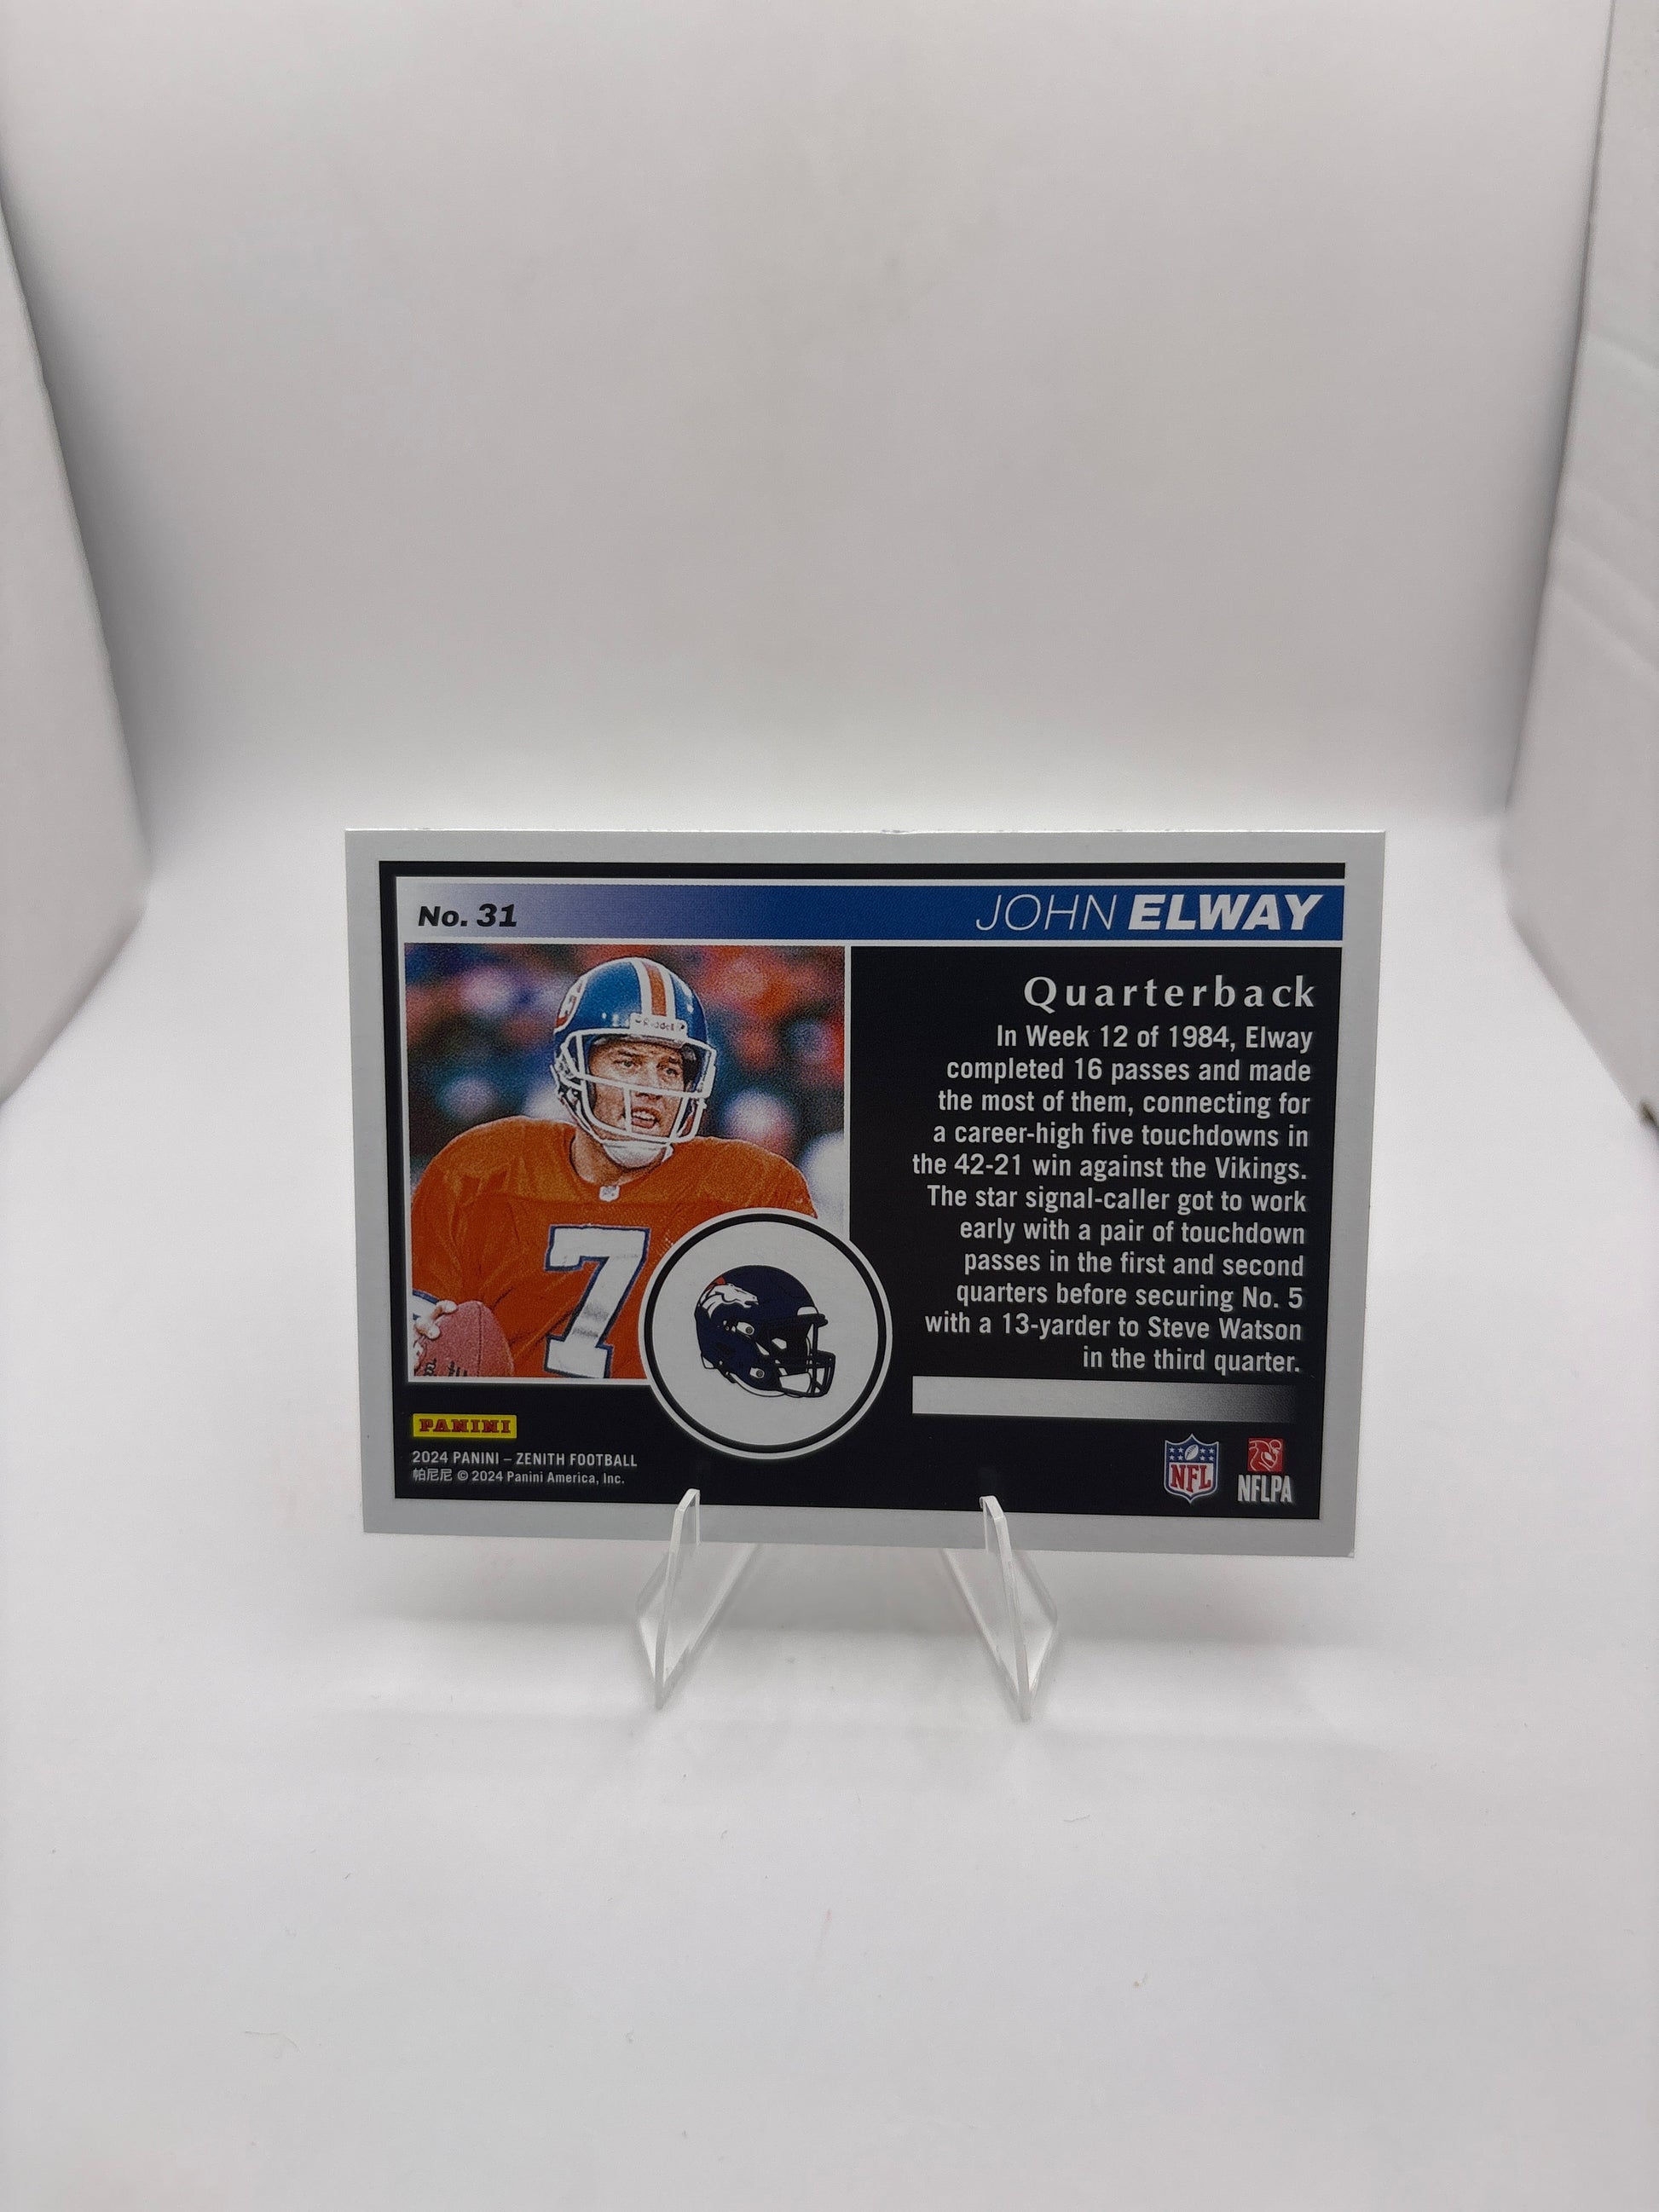 No. 31
JOHN ELWAY
Riddell
7
Quarterback
In Week 12 of 1984, Elway
completed 16 passes and made
the most of them, connecting for
a career-high five touchdowns in
the 42-21 win against the Vikings.
The star signal-caller got to work
early with a pair of touchdown
passes in the first and second
quarters before securing No. 5
with a 13-yarder to Steve Watson
in the third quarter.
PANINI
2024 PANINI – ZENITH FOOTBALL
帕尼尼 © 2024 Panini America, Inc.
NFL
NFLPA